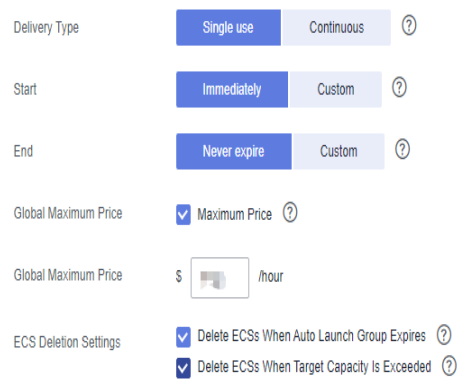 Delivery Type Single use Continuous ?
Start Immediately Custom ?
End Never expire Custom ?
Global Maximum Price Maximum Price ?
Global Maximum Price $ /hour
ECS Deletion Settings Delete ECSs When Auto Launch Group Expires ?
Delete ECSs When Target Capacity Is Exceeded ?